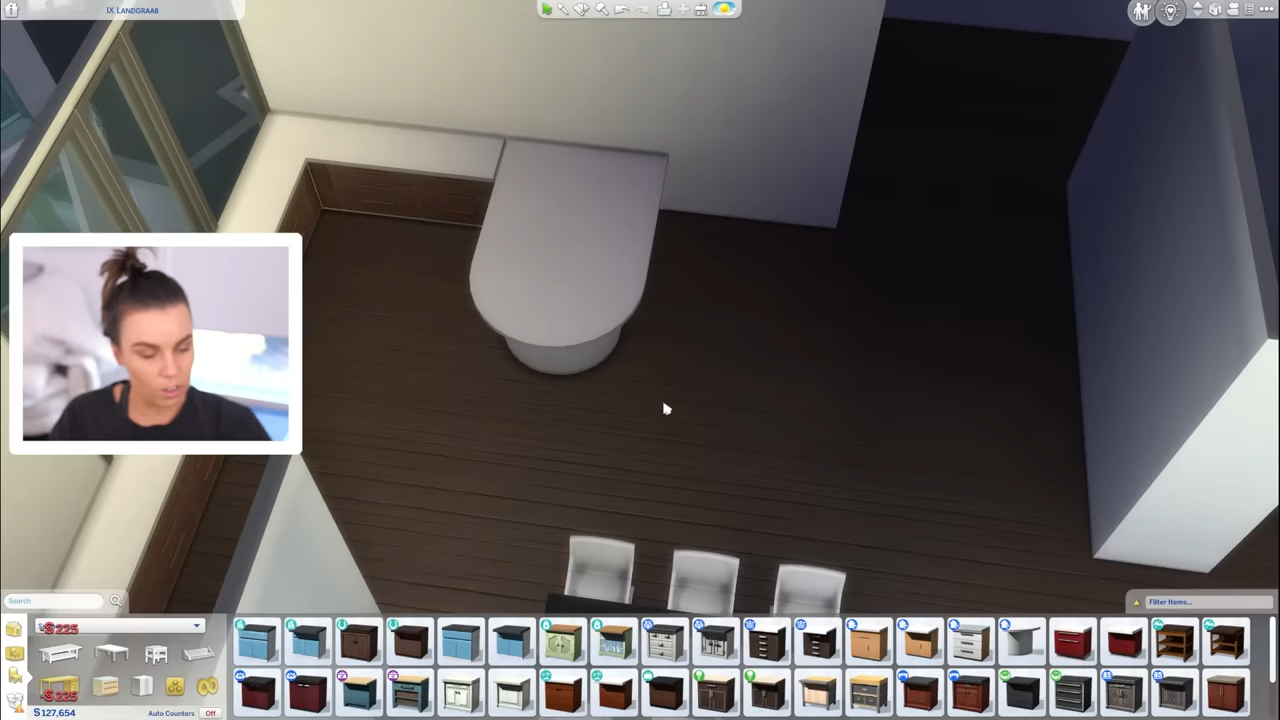 IX LANDGRAAB
Search
Filter Items...
$225
$225
$127,654
Auto Counters
Off